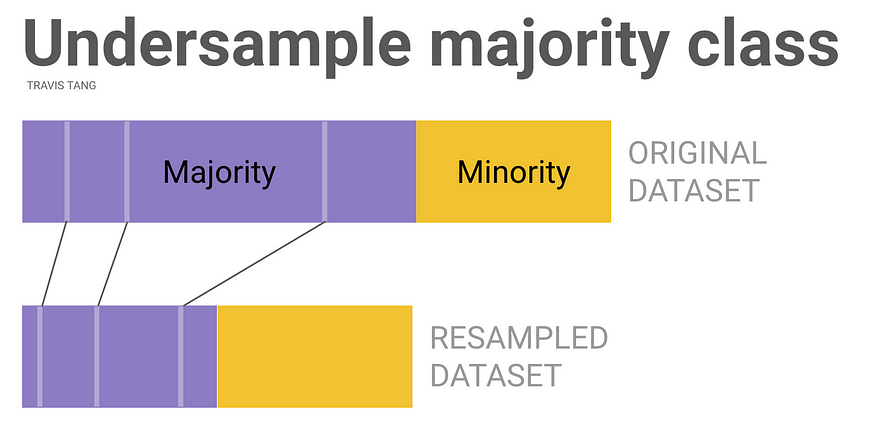 Undersample majority class
TRAVIS TANG
Majority
Minority
ORIGINAL
DATASET
RESAMPLED
DATASET